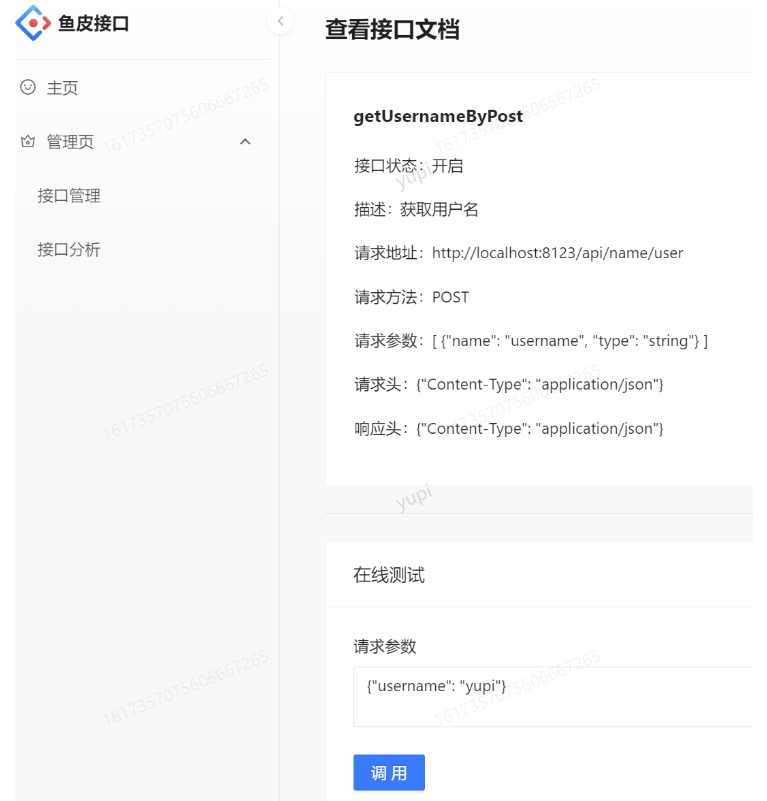 鱼皮接口
主页
管理页
接口管理
接口分析
查看接口文档
getUsernameByPost
接口状态：开启
描述：获取用户名
请求地址：http://localhost:8123/api/name/user
请求方法：POST
请求参数：[ {"name": "username", "type": "string"} ]
请求头：{"Content-Type": "application/json"}
响应头：{"Content-Type": "application/json"}
在线测试
请求参数
{"username": "yupi"}
调 用
1617357075606667265
1617357075606667265
yupi
1617357075606667265
1617357075606667265
yupi
1617357075606667265
1617357075606667265